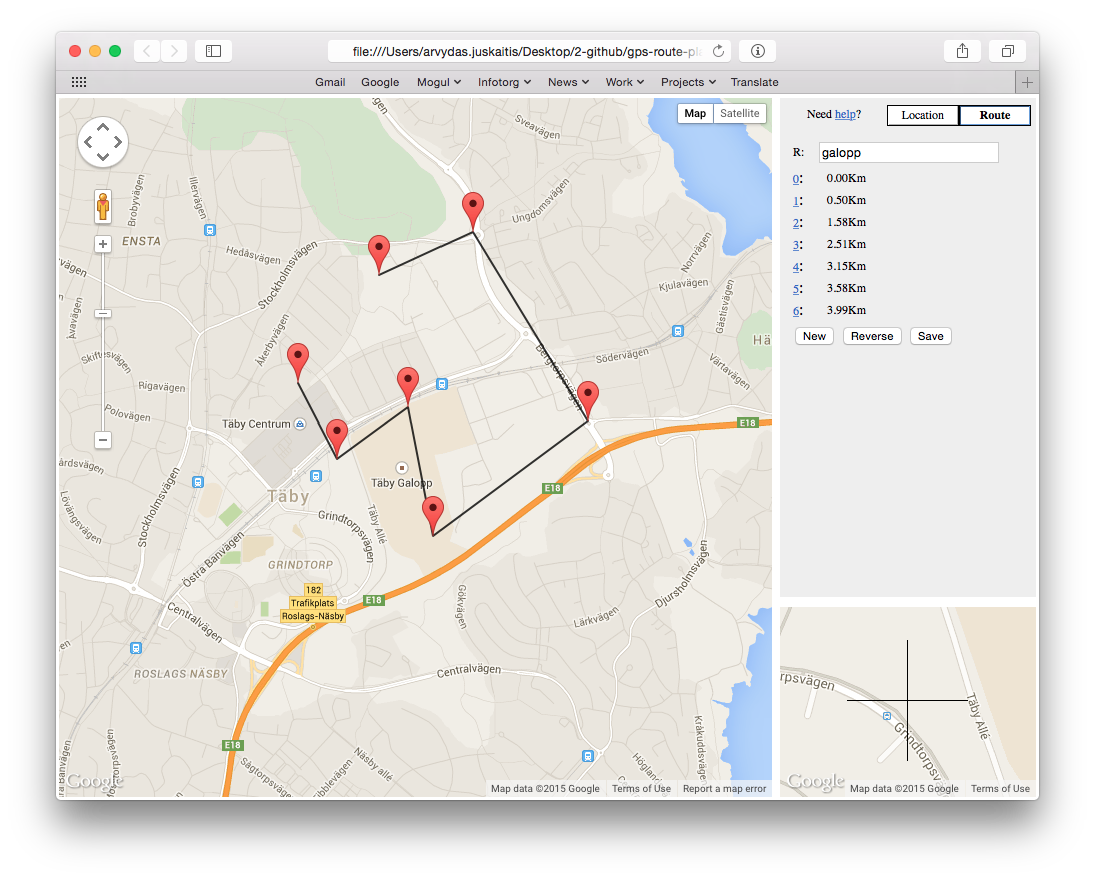 file:///Users/arvydas.juskaitis/Desktop/2-github/gps-route-pl
Gmail Google Mogul Infotorg News Work Projects Translate
Map Satellite
Sveavägen
Ungdomsvägen
Brobyvägen
Illervägen
ENSTA
Hedåsvägen
Stockholmsvägen
Norrvägen
Kjulavägen
Gästisvägen
Åkerbyvägen
Bergtorpsvägen
Södervägen
Hä
Värtavägen
Skiftesvägen
Rigavägen
Polovägen
Täby Centrum
E18
Täby Galopp
E18
Täby
Lövängsvägen
Stockholmsvägen
Grindtorpsvägen
Täby Allé
Östra Banvägen
GRINDTORP
182
Trafikplats
Roslags-Näsby
E18
Gökvägen
Djursholmsvägen
Lärkvägen
Centralvägen
ROSLAGS NÄSBY
Centralvägen
E18
Sågtorpsvägen
Näsby allé
Kråkuddsvägen
Google
Map data ©2015 Google Terms of Use Report a map error
Need help? Location Route
R: galopp
0: 0.00Km
1: 0.50Km
2: 1.58Km
3: 2.51Km
4: 3.15Km
5: 3.58Km
6: 3.99Km
New Reverse Save
rpsvägen
Täby Allé
Grindtorpsv
Google
Map data ©2015 Google Terms of Use